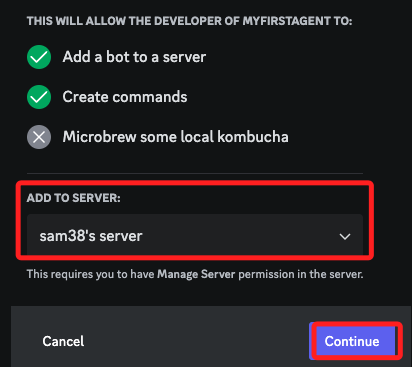 THIS WILL ALLOW THE DEVELOPER OF MYFIRSTAGENT TO:
Add a bot to a server
Create commands
Microbrew some local kombucha
ADD TO SERVER:
sam38's server
This requires you to have Manage Server permission in the server.
Cancel
Continue